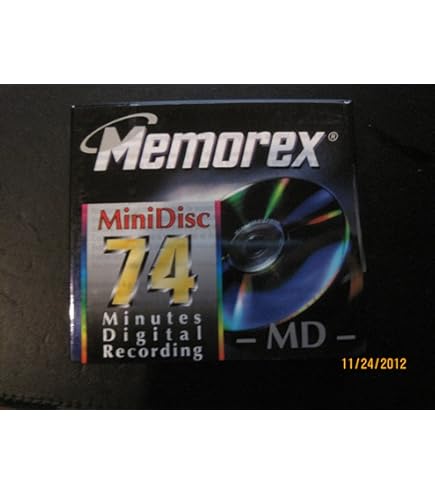 Memorex®
MiniDisc
74
Minutes
Digital
Recording
– MD –
11/24/2012